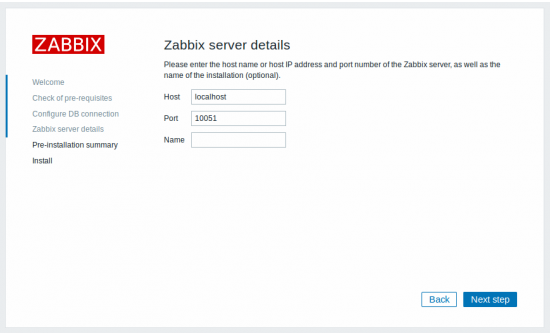 ZABBIX
Welcome
Check of pre-requisites
Configure DB connection
Zabbix server details
Pre-installation summary
Install
Zabbix server details
Please enter the host name or host IP address and port number of the Zabbix server, as well as the
name of the installation (optional).
Host localhost
Port 10051
Name
Back Next step